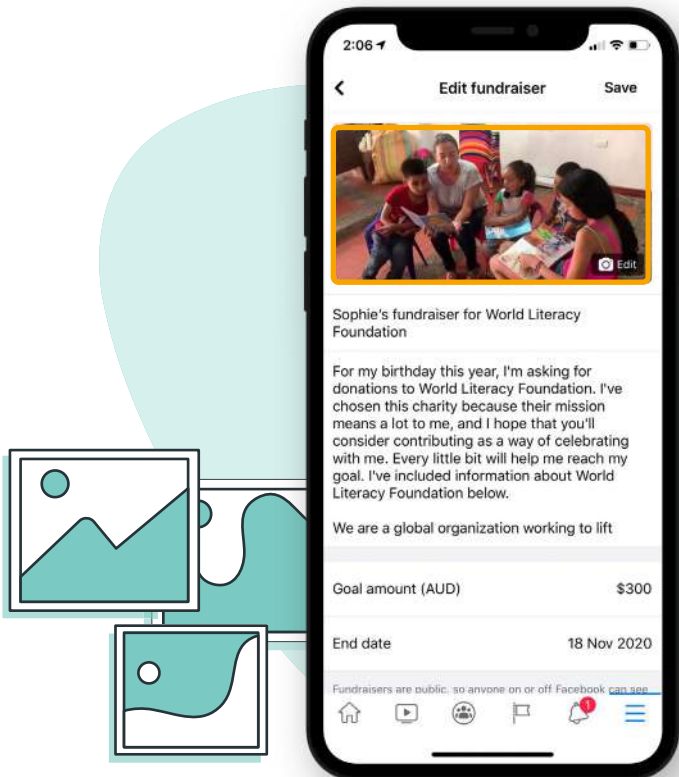 2:06
Edit fundraiser
Save
Edit
Sophie's fundraiser for World Literacy
Foundation
For my birthday this year, I'm asking for
donations to World Literacy Foundation. I've
chosen this charity because their mission
means a lot to me, and I hope that you'll
consider contributing as a way of celebrating
with me. Every little bit will help me reach my
goal. I've included information about World
Literacy Foundation below.
We are a global organization working to lift
Goal amount (AUD)
$300
End date
18 Nov 2020
Fundraisers are public, so anyone on or off Facebook can see
1